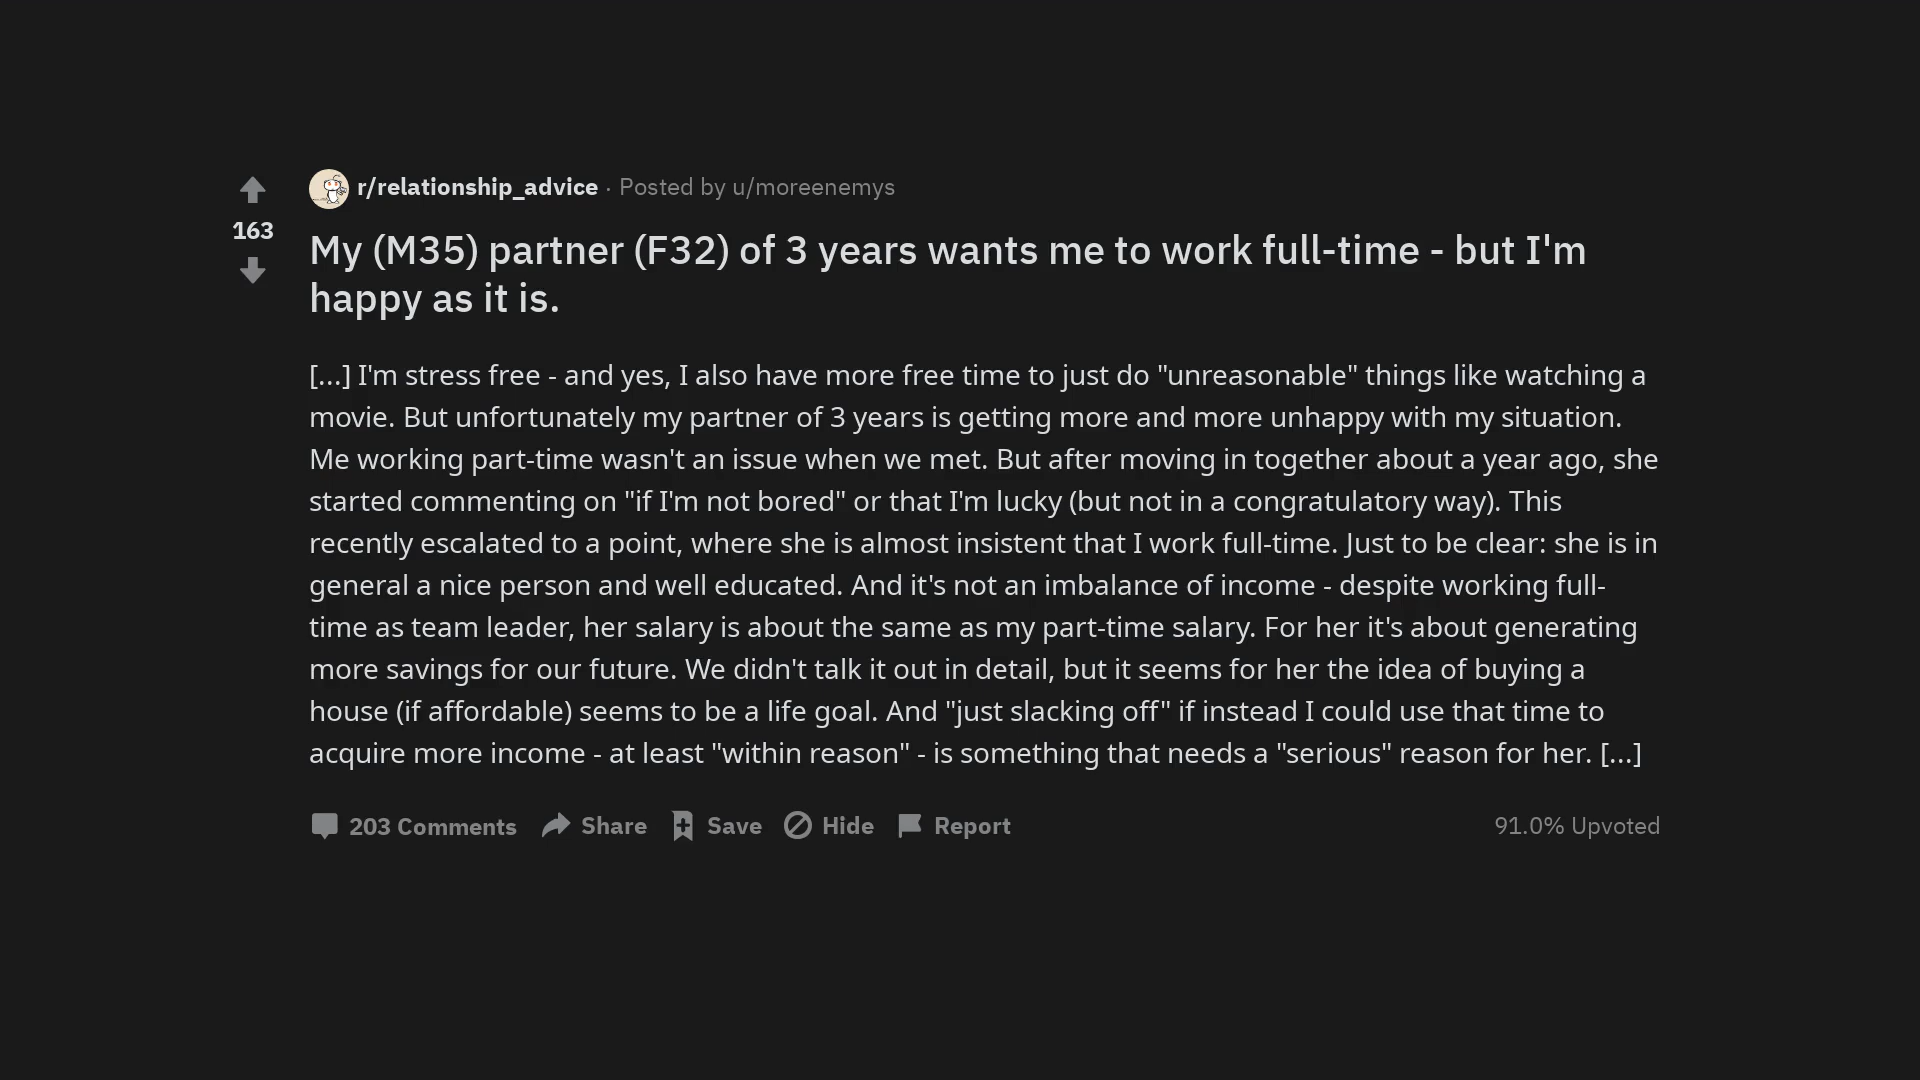 r/relationship_advice · Posted by u/moreenemys
163
My (M35) partner (F32) of 3 years wants me to work full-time - but I'm
happy as it is.
[...] I'm stress free - and yes, I also have more free time to just do "unreasonable" things like watching a
movie. But unfortunately my partner of 3 years is getting more and more unhappy with my situation.
Me working part-time wasn't an issue when we met. But after moving in together about a year ago, she
started commenting on "if I'm not bored" or that I'm lucky (but not in a congratulatory way). This
recently escalated to a point, where she is almost insistent that I work full-time. Just to be clear: she is in
general a nice person and well educated. And it's not an imbalance of income - despite working full-
time as team leader, her salary is about the same as my part-time salary. For her it's about generating
more savings for our future. We didn't talk it out in detail, but it seems for her the idea of buying a
house (if affordable) seems to be a life goal. And "just slacking off" if instead I could use that time to
acquire more income - at least "within reason" - is something that needs a "serious" reason for her. [...]
203 Comments Share Save Hide Report 91.0% Upvoted